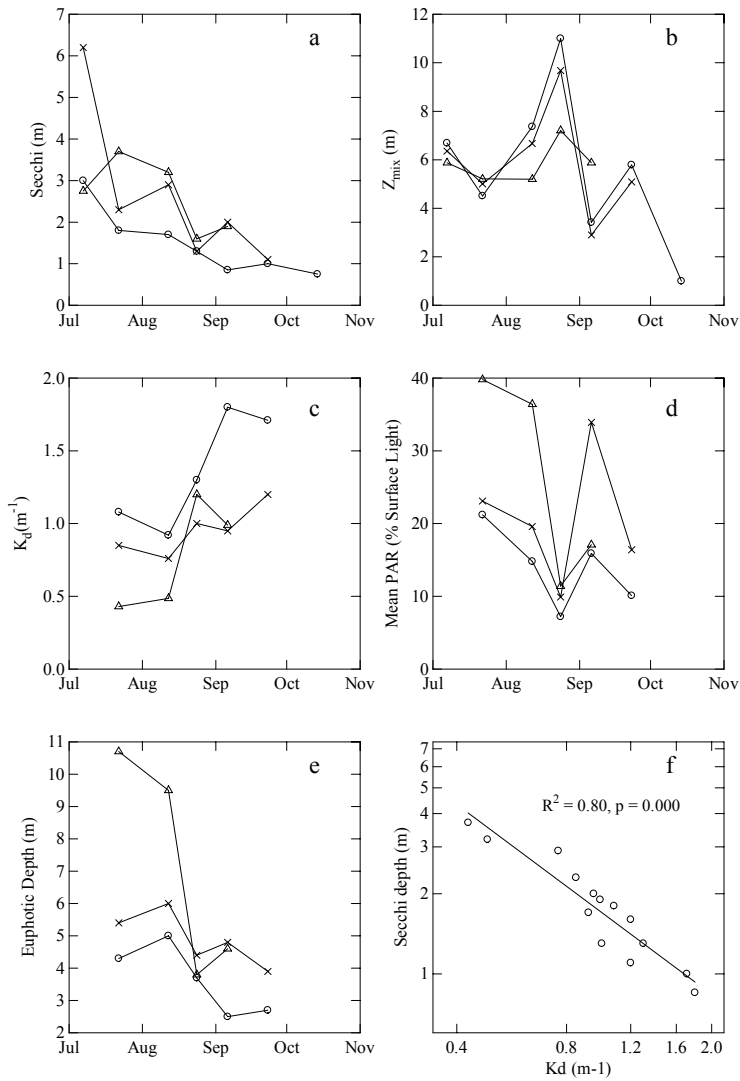 a
7
6
5
4
3
2
1
0
Secchi (m)
Jul Aug Sep Oct Nov
b
12
10
8
6
4
2
0
Zmix (m)
Jul Aug Sep Oct Nov
c
2.0
1.5
1.0
0.5
0.0
Kd(m-1)
Jul Aug Sep Oct Nov
d
40
30
20
10
0
Mean PAR (% Surface Light)
Jul Aug Sep Oct Nov
e
11
10
9
8
7
6
5
4
3
2
Euphotic Depth (m)
Jul Aug Sep Oct Nov
f
7
6
5
4
3
2
1
Secchi depth (m)
R2 = 0.80, p = 0.000
0.4 0.8 1.2 1.6 2.0
Kd (m-1)